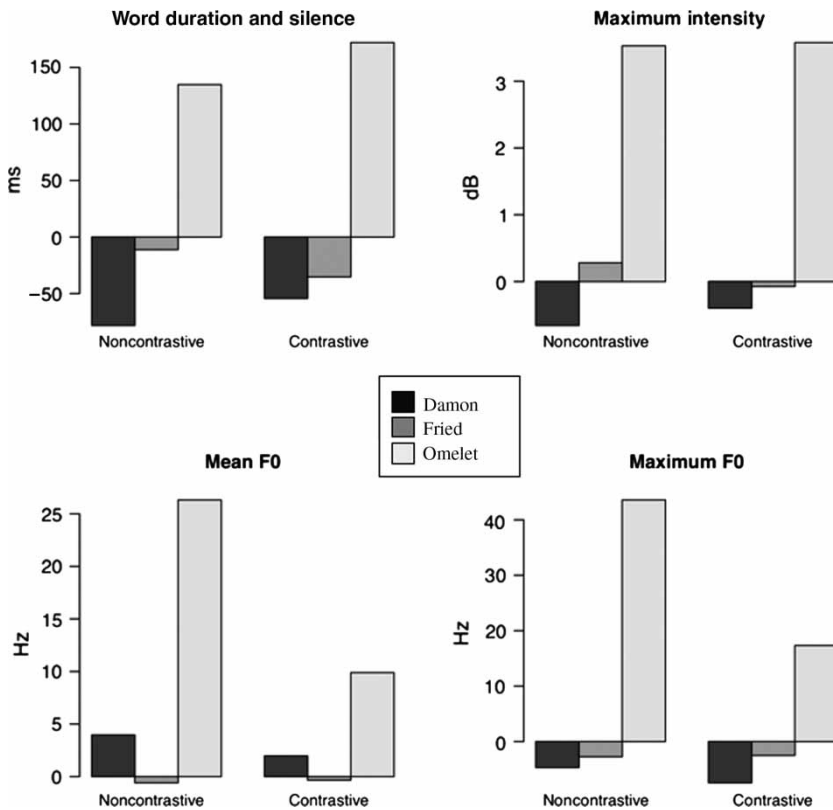 Word duration and silence
ms
150
100
50
0
−50
Noncontrastive Contrastive
Maximum intensity
dB
3
2
1
0
Noncontrastive Contrastive
Damon
Fried
Omelet
Mean F0
Hz
25
20
15
10
5
0
Noncontrastive Contrastive
Maximum F0
Hz
40
30
20
10
0
Noncontrastive Contrastive